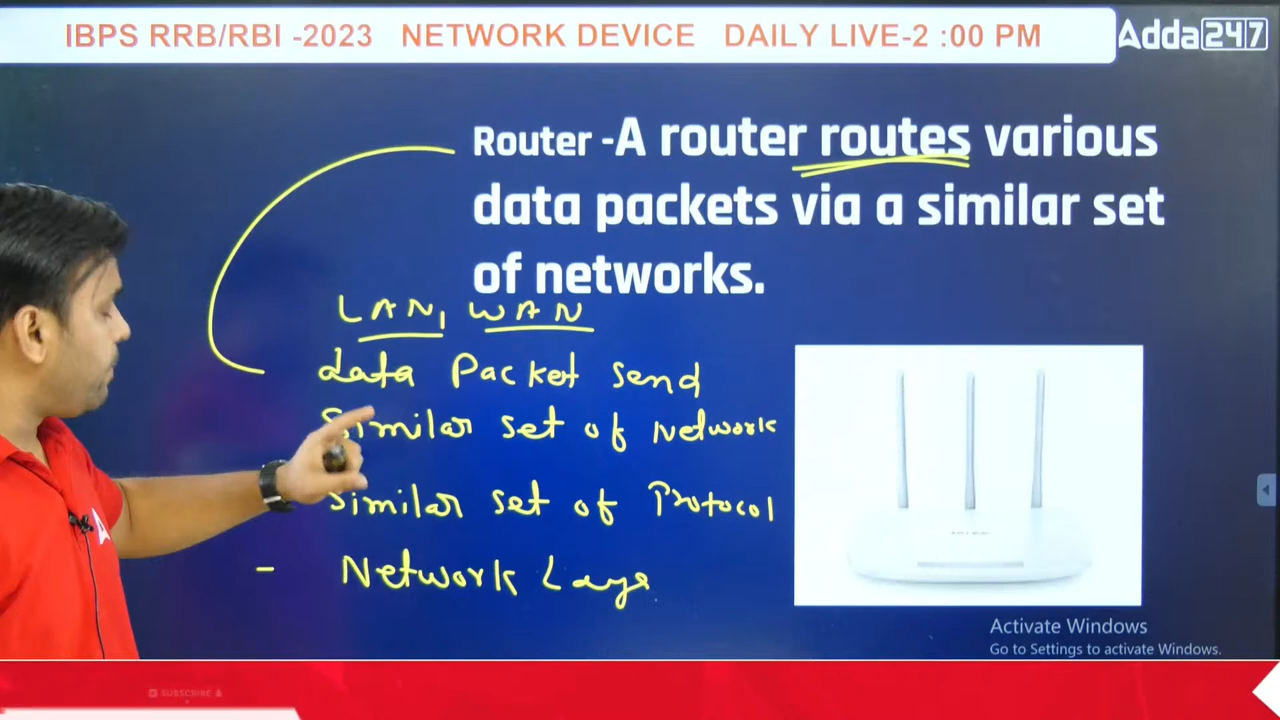 IBPS RRB/RBI -2023 NETWORK DEVICE DAILY LIVE-2 :00 PM
Adda247
Router -A router routes various
data packets via a similar set
of networks.
LAN, WAN
data Packet send
Similar set of Network
Similar set of Protocol
- Network Laye
Activate Windows
Go to Settings to activate Windows.
SUBSCRIBE